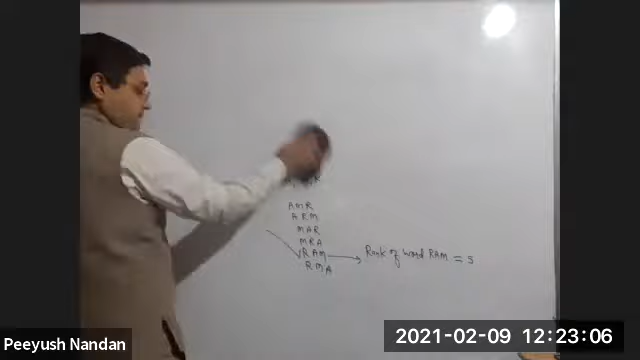 AMR
ARM
MAR
MRA
RAM → Rank of word RAM = 5
RMA
Peeyush Nandan
2021-02-09 12:23:06